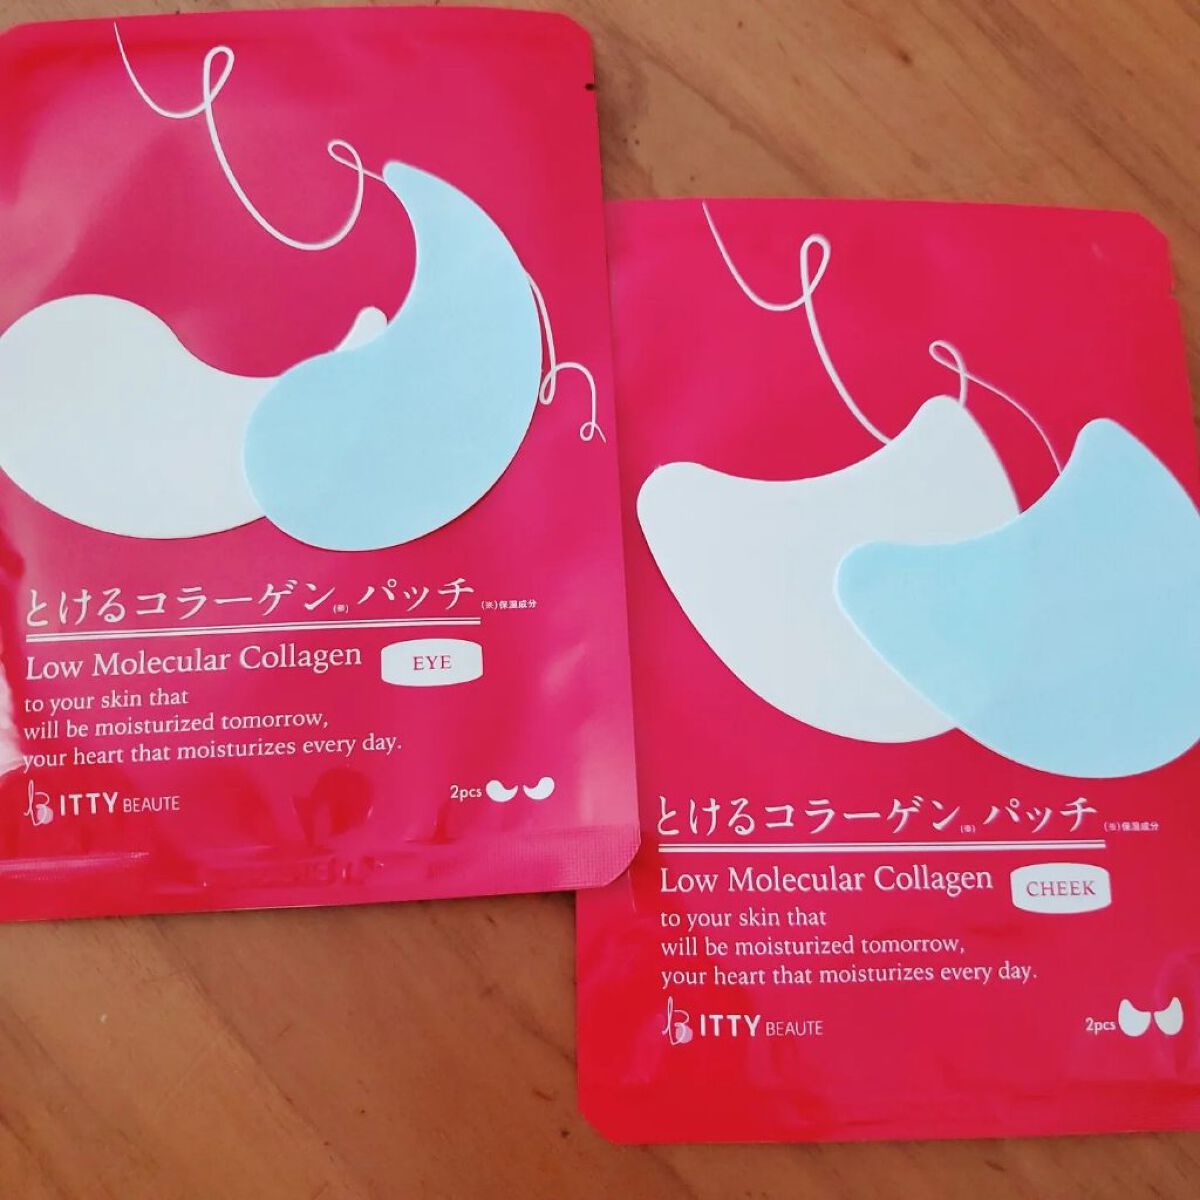 とけるコラーゲン(※)パッチ (※)保湿成分
Low Molecular Collagen EYE
to your skin that
will be moisturized tomorrow,
your heart that moisturizes every day.
ITTY BEAUTE
2pcs
とけるコラーゲン(※)パッチ (※)保湿成分
Low Molecular Collagen CHEEK
to your skin that
will be moisturized tomorrow,
your heart that moisturizes every day.
ITTY BEAUTE
2pcs